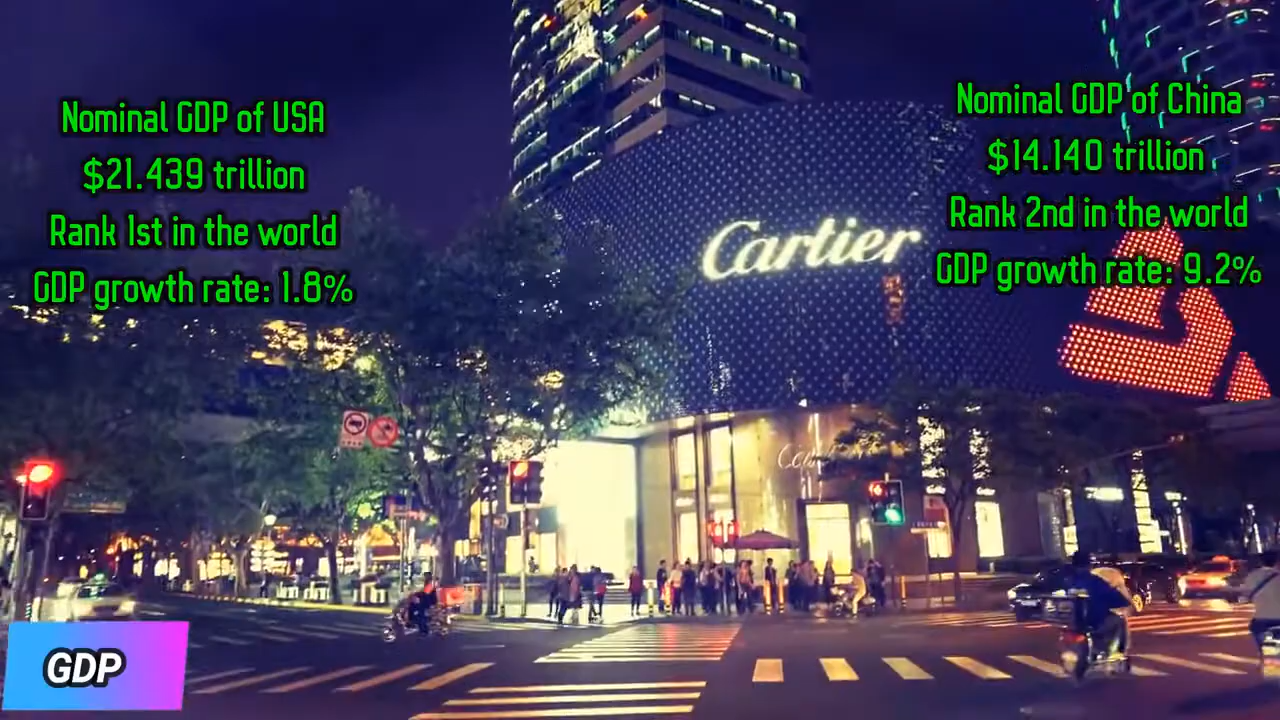 Nominal GDP of USA
$21.439 trillion
Rank 1st in the world
GDP growth rate: 1.8%
Nominal GDP of China
$14.140 trillion
Rank 2nd in the world
GDP growth rate: 9.2%
Cartier
GDP